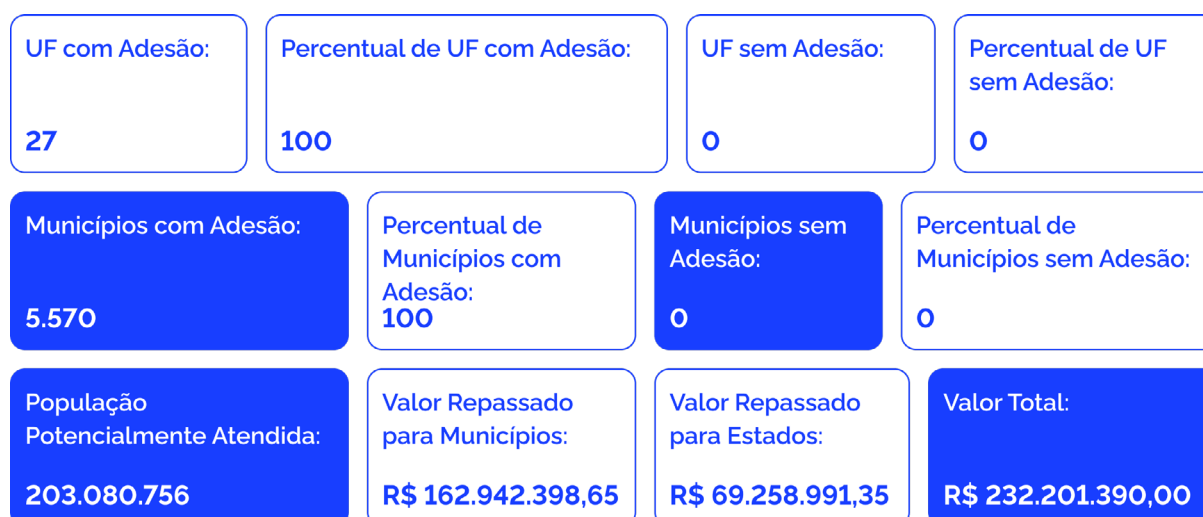 UF com Adesão:
27
Percentual de UF com Adesão:
100
UF sem Adesão:
0
Percentual de UF
sem Adesão:
0
Municípios com Adesão:
5.570
Percentual de
Municípios com
Adesão:
100
Municípios sem
Adesão:
0
Percentual de
Municípios sem Adesão:
0
População
Potencialmente Atendida:
203.080.756
Valor Repassado
para Municípios:
R$ 162.942.398,65
Valor Repassado
para Estados:
R$ 69.258.991,35
Valor Total:
R$ 232.201.390,00